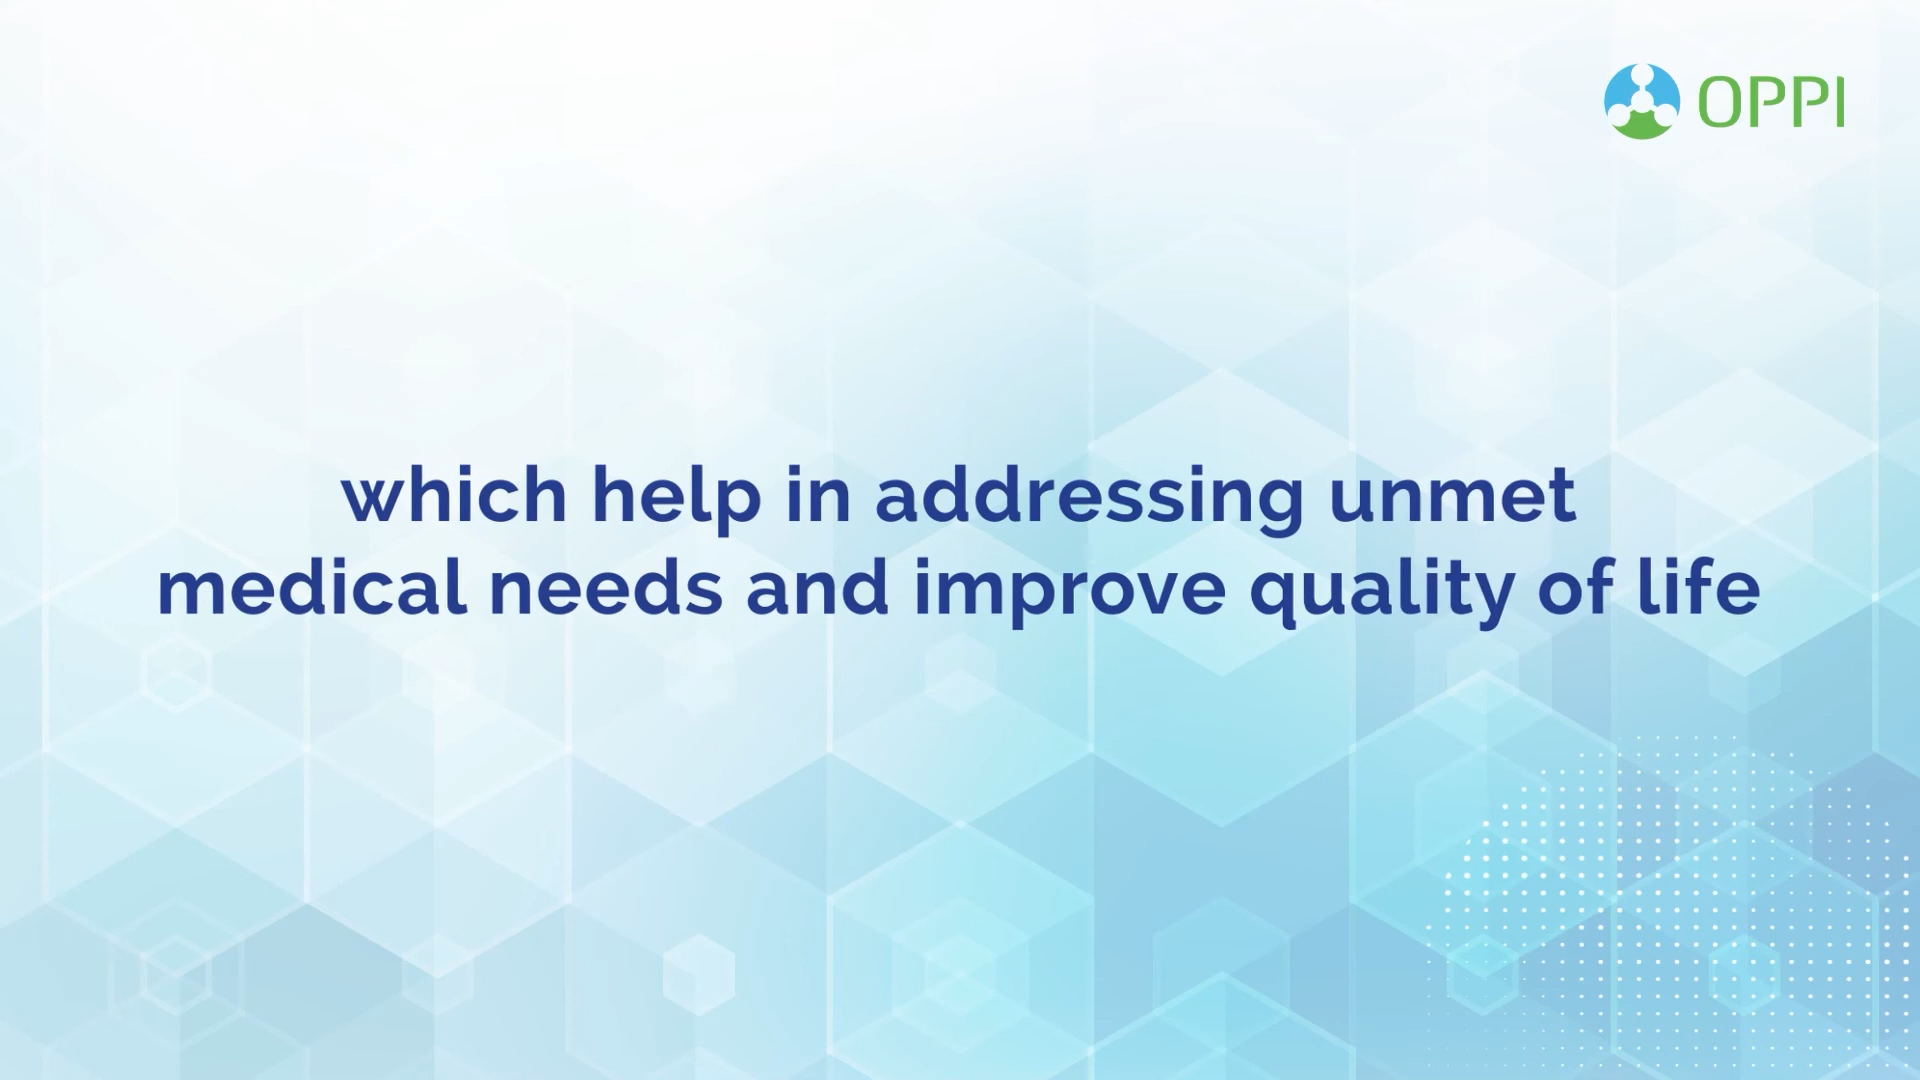 OPPI
which help in addressing unmet
medical needs and improve quality of life